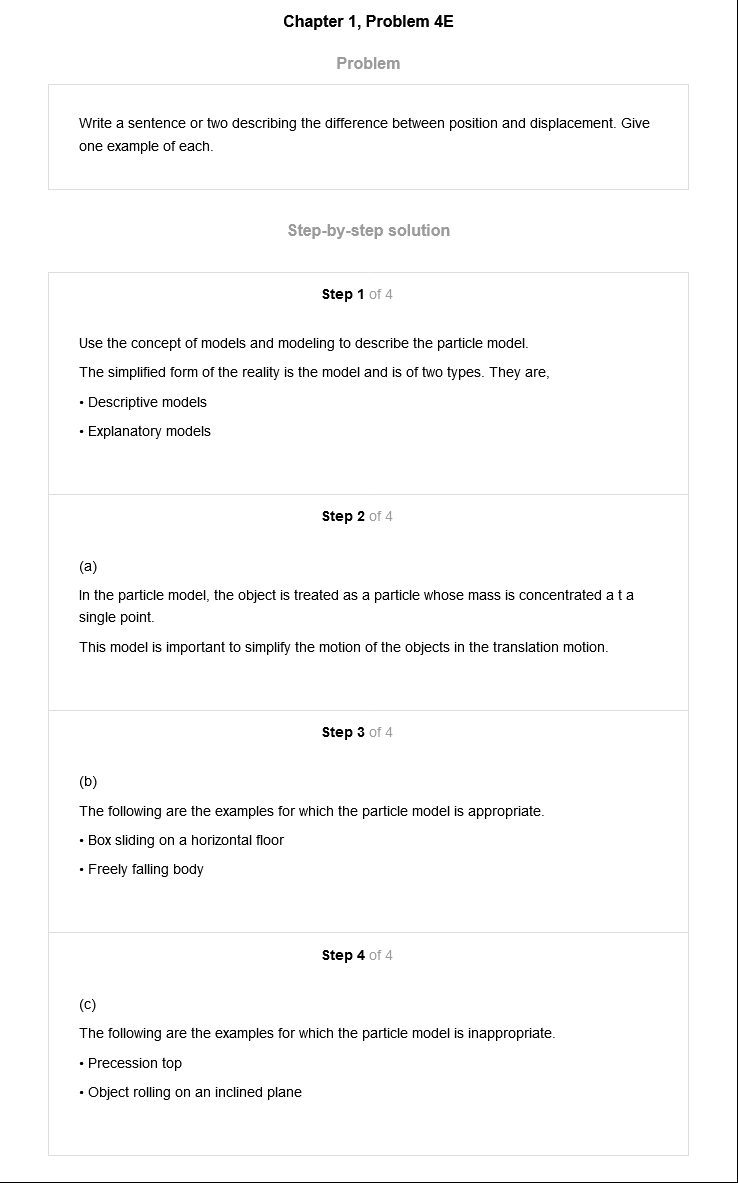 Chapter 1, Problem 4E
Problem
Write a sentence or two describing the difference between position and displacement. Give
one example of each.
Step-by-step solution
Step 1 of 4
Use the concept of models and modeling to describe the particle model.
The simplified form of the reality is the model and is of two types. They are,
• Descriptive models
• Explanatory models
Step 2 of 4
(a)
In the particle model, the object is treated as a particle whose mass is concentrated a t a
single point.
This model is important to simplify the motion of the objects in the translation motion.
Step 3 of 4
(b)
The following are the examples for which the particle model is appropriate.
• Box sliding on a horizontal floor
• Freely falling body
Step 4 of 4
(c)
The following are the examples for which the particle model is inappropriate.
• Precession top
• Object rolling on an inclined plane